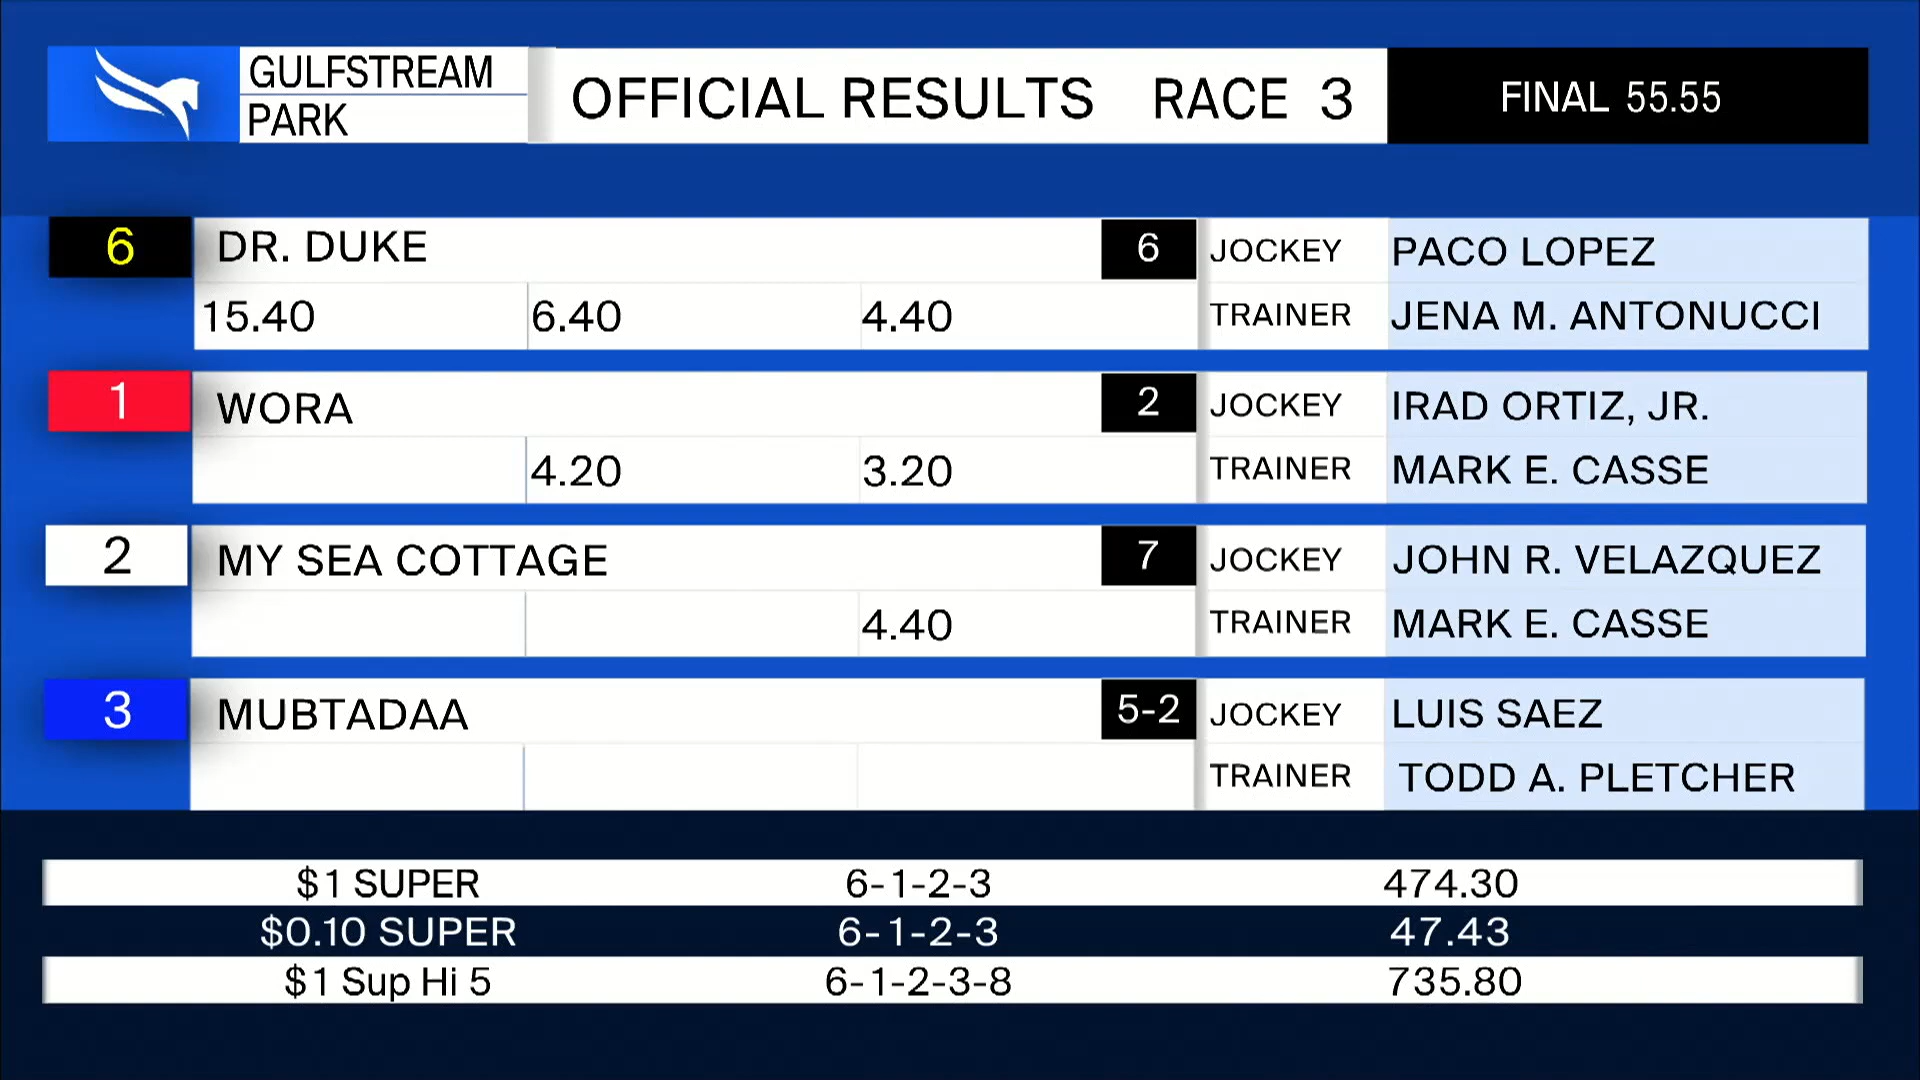 GULFSTREAM
PARK
OFFICIAL RESULTS RACE 3
FINAL 55.55
6 DR. DUKE 6 JOCKEY PACO LOPEZ
15.40 6.40 4.40 TRAINER JENA M. ANTONUCCI
1 WORA 2 JOCKEY IRAD ORTIZ, JR.
4.20 3.20 TRAINER MARK E. CASSE
2 MY SEA COTTAGE 7 JOCKEY JOHN R. VELAZQUEZ
4.40 TRAINER MARK E. CASSE
3 MUBTADAA 5-2 JOCKEY LUIS SAEZ
TRAINER TODD A. PLETCHER
$1 SUPER 6-1-2-3 474.30
$0.10 SUPER 6-1-2-3 47.43
$1 Sup Hi 5 6-1-2-3-8 735.80